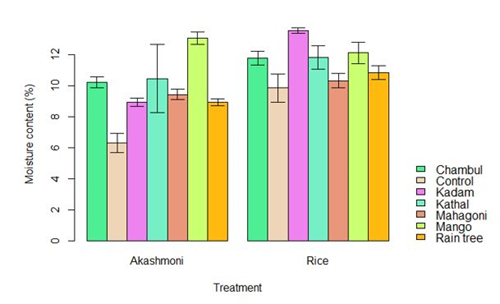 Moisture content (%)
12
10
8
6
4
2
0
Akashmoni
Rice
Treatment
Chambul
Control
Kadam
Kathal
Mahagoni
Mango
Rain tree